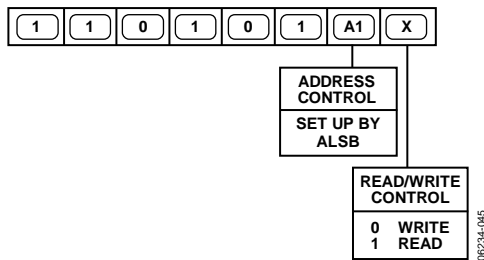 1 1 0 1 0 1 A1 X
ADDRESS
CONTROL
SET UP BY
ALSB
READ/WRITE
CONTROL
0 WRITE
1 READ
06234-045